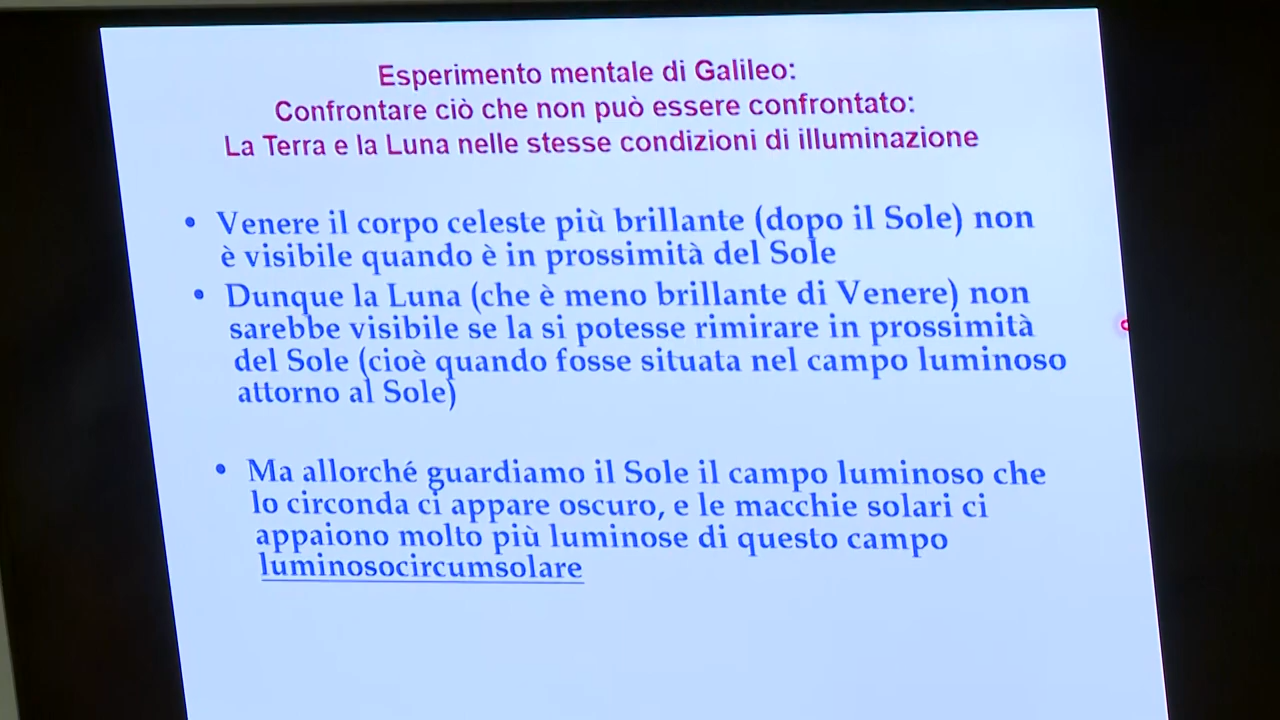 Esperimento mentale di Galileo:
Confrontare ciò che non può essere confrontato:
La Terra e la Luna nelle stesse condizioni di illuminazione
• Venere il corpo celeste più brillante (dopo il Sole) non
è visibile quando è in prossimità del Sole
• Dunque la Luna (che è meno brillante di Venere) non
sarebbe visibile se la si potesse rimirare in prossimità
del Sole (cioè quando fosse situata nel campo luminoso
attorno al Sole)
• Ma allorché guardiamo il Sole il campo luminoso che
lo circonda ci appare oscuro, e le macchie solari ci
appaiono molto più luminose di questo campo
luminosocircumsolare